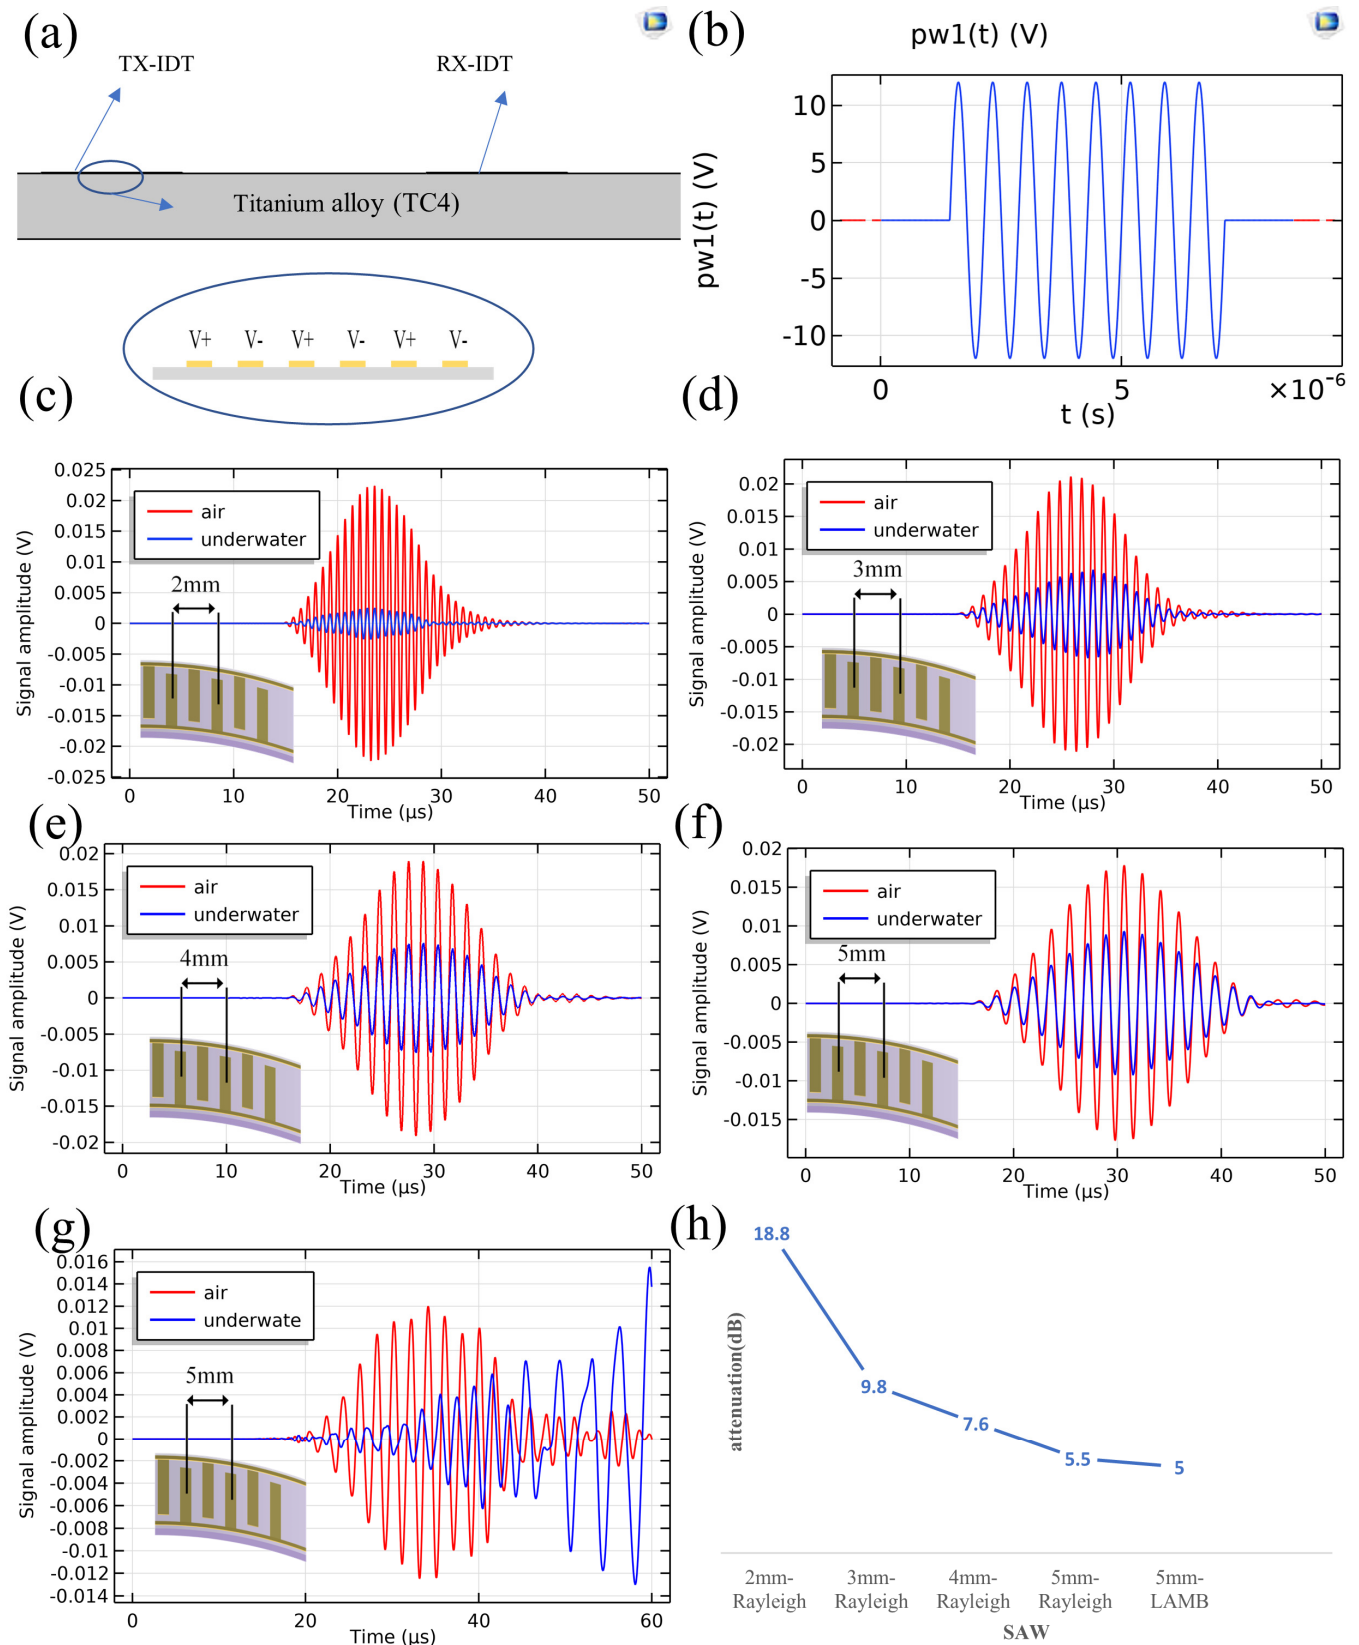 (a)
TX-IDT
RX-IDT
Titanium alloy (TC4)
V+ V- V+ V- V+ V-
(b)
pw1(t) (V)
pw1(t) (V)
10
5
0
-5
-10
0 5 ×10⁻⁶
t (s)
(c)
Signal amplitude (V)
0.025
0.02
0.015
0.01
0.005
0
-0.005
-0.01
-0.015
-0.02
-0.025
air
underwater
2mm
0 10 20 30 40 50
Time (μs)
(d)
Signal amplitude (V)
0.02
0.015
0.01
0.005
0
-0.005
-0.01
-0.015
-0.02
air
underwater
3mm
0 10 20 30 40 50
Time (μs)
(e)
Signal amplitude (V)
0.02
0.015
0.01
0.005
0
-0.005
-0.01
-0.015
-0.02
air
underwater
4mm
0 10 20 30 40 50
Time (μs)
(f)
Signal amplitude (V)
0.02
0.015
0.01
0.005
0
-0.005
-0.01
-0.015
air
underwater
5mm
0 10 20 30 40 50
Time (μs)
(g)
Signal amplitude (V)
0.016
0.014
0.012
0.01
0.008
0.006
0.004
0.002
0
-0.002
-0.004
-0.006
-0.008
-0.01
-0.012
-0.014
air
underwate
5mm
0 20 40 60
Time (μs)
(h)
attenuation(dB)
18.8
9.8
7.6
5.5
5
2mm-
Rayleigh
3mm-
Rayleigh
4mm-
Rayleigh
5mm-
Rayleigh
5mm-
LAMB
SAW